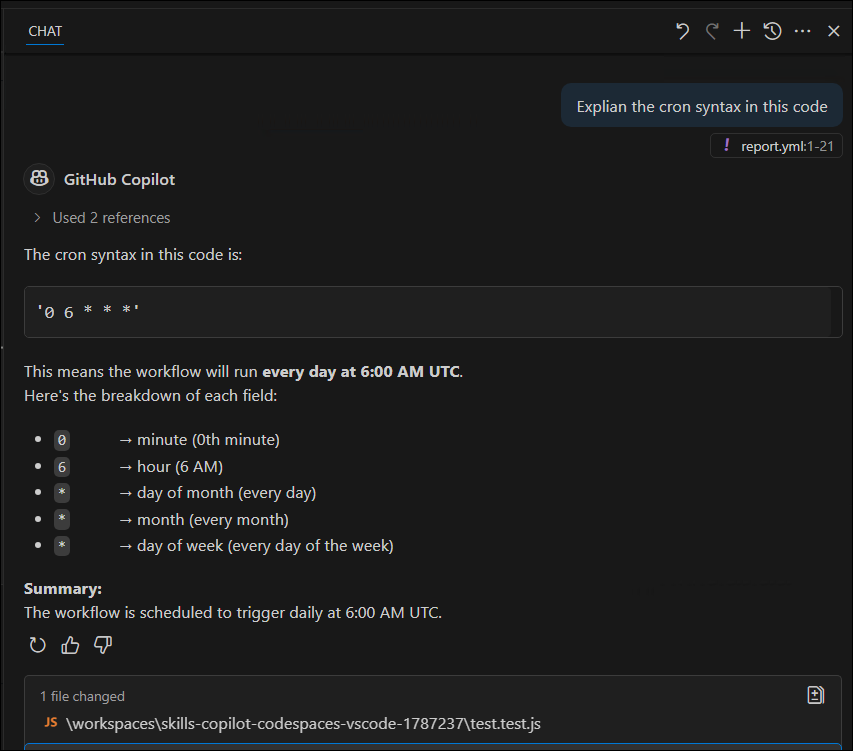 CHAT
Explian the cron syntax in this code
! report.yml:1-21
GitHub Copilot
> Used 2 references
The cron syntax in this code is:
'0 6 * * *'
This means the workflow will run every day at 6:00 AM UTC.
Here's the breakdown of each field:
• 0 → minute (0th minute)
• 6 → hour (6 AM)
• * → day of month (every day)
• * → month (every month)
• * → day of week (every day of the week)
Summary:
The workflow is scheduled to trigger daily at 6:00 AM UTC.
1 file changed
JS \workspaces\skills-copilot-codespaces-vscode-1787237\test.test.js